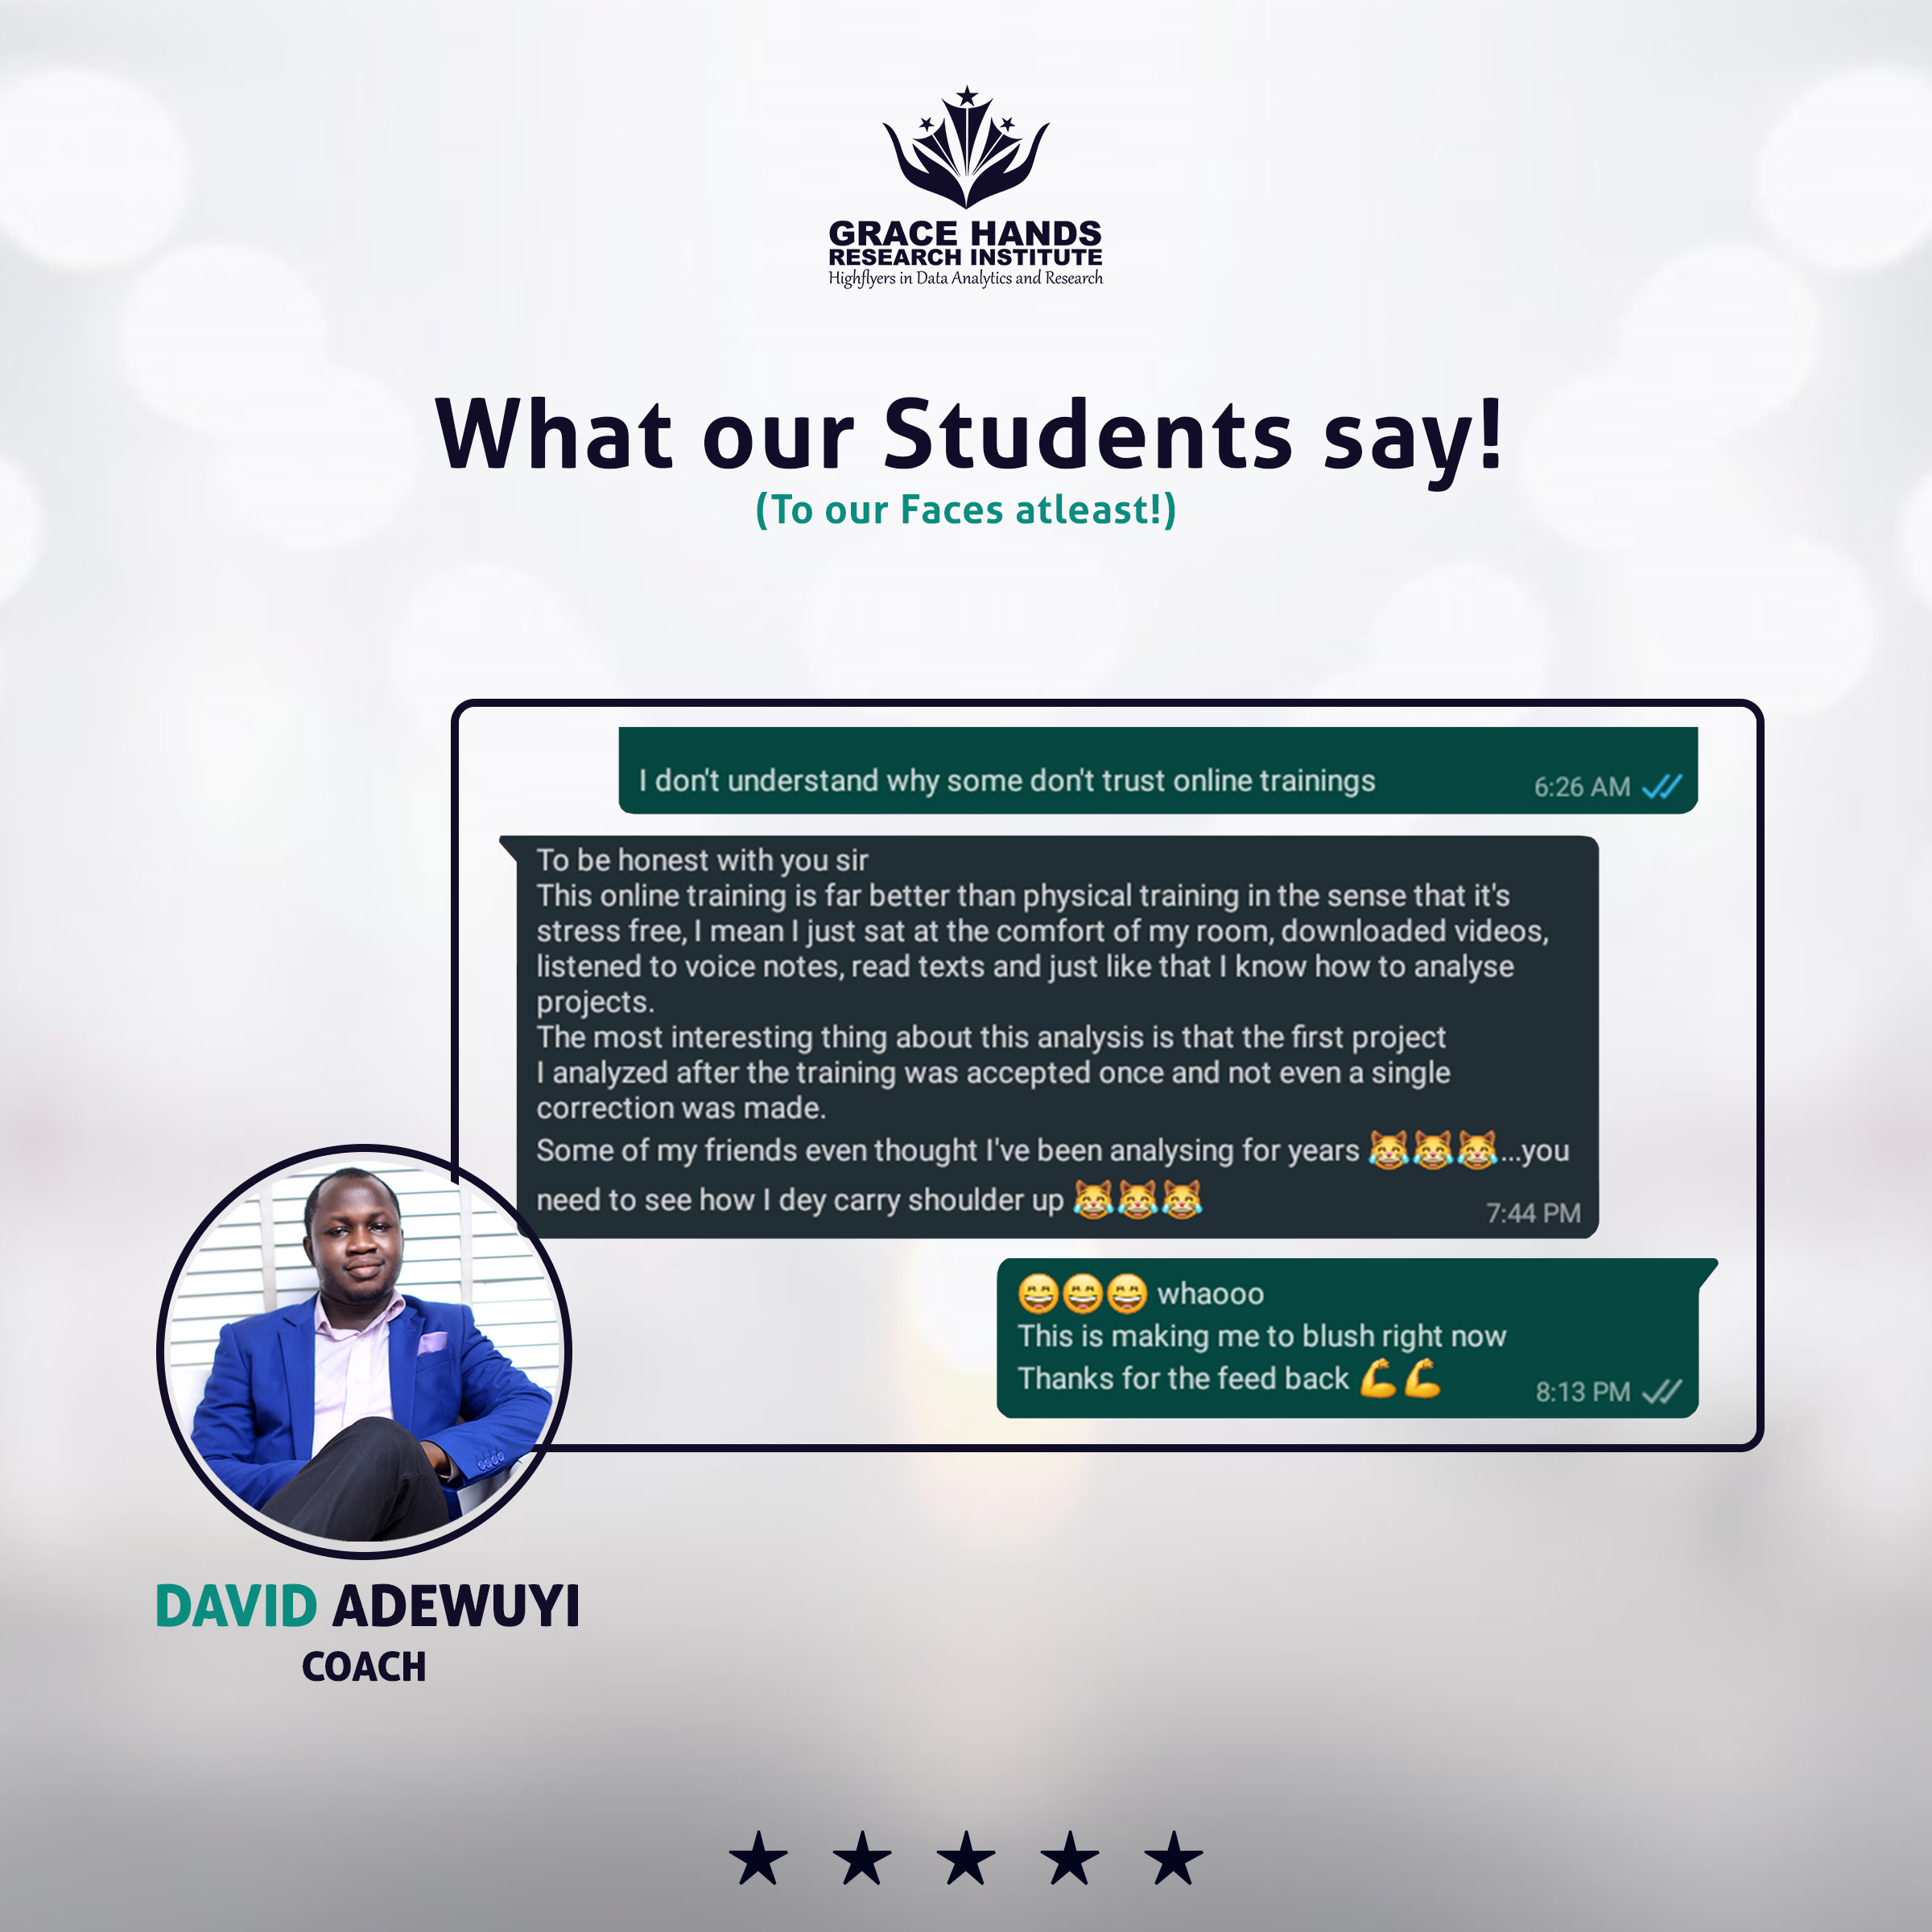 GRACE HANDS
RESEARCH INSTITUTE
Highflyers in Data Analytics and Research
What our Students say!
(To our Faces atleast!)
I don't understand why some don't trust online trainings
6:26 AM
To be honest with you sir
This online training is far better than physical training in the sense that it's
stress free, I mean I just sat at the comfort of my room, downloaded videos,
listened to voice notes, read texts and just like that I know how to analyse
projects.
The most interesting thing about this analysis is that the first project
I analyzed after the training was accepted once and not even a single
correction was made.
Some of my friends even thought I've been analysing for years 😹😹😹...you
need to see how I dey carry shoulder up 😹😹😹
7:44 PM
😄😄😄 whaooo
This is making me to blush right now
Thanks for the feed back 💪💪
8:13 PM
DAVID ADEWUYI
COACH